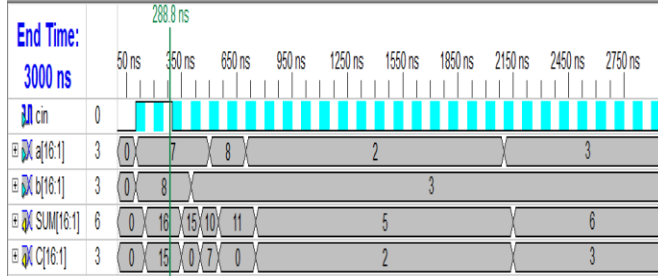 288.8 ns
End Time:
3000 ns
50 ns 350 ns 650 ns 950 ns 1250 ns 1550 ns 1850 ns 2150 ns 2450 ns 2750 ns
cin 0
a[16:1] 3 0 7 8 2 3
b[16:1] 3 0 8 3
SUM[16:1] 6 0 16 15 10 11 5 6
C[16:1] 3 0 15 0 7 0 2 3